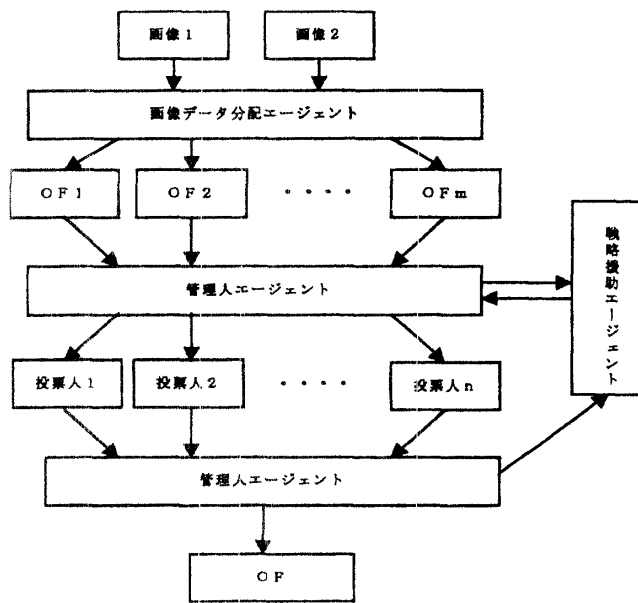 画像1
画像2
画像データ分配エージェント
OF1
OF2
・・・・
OFm
管理人エージェント
戦略援助エージェント
投票人1
投票人2
・・・・
投票人n
管理人エージェント
OF